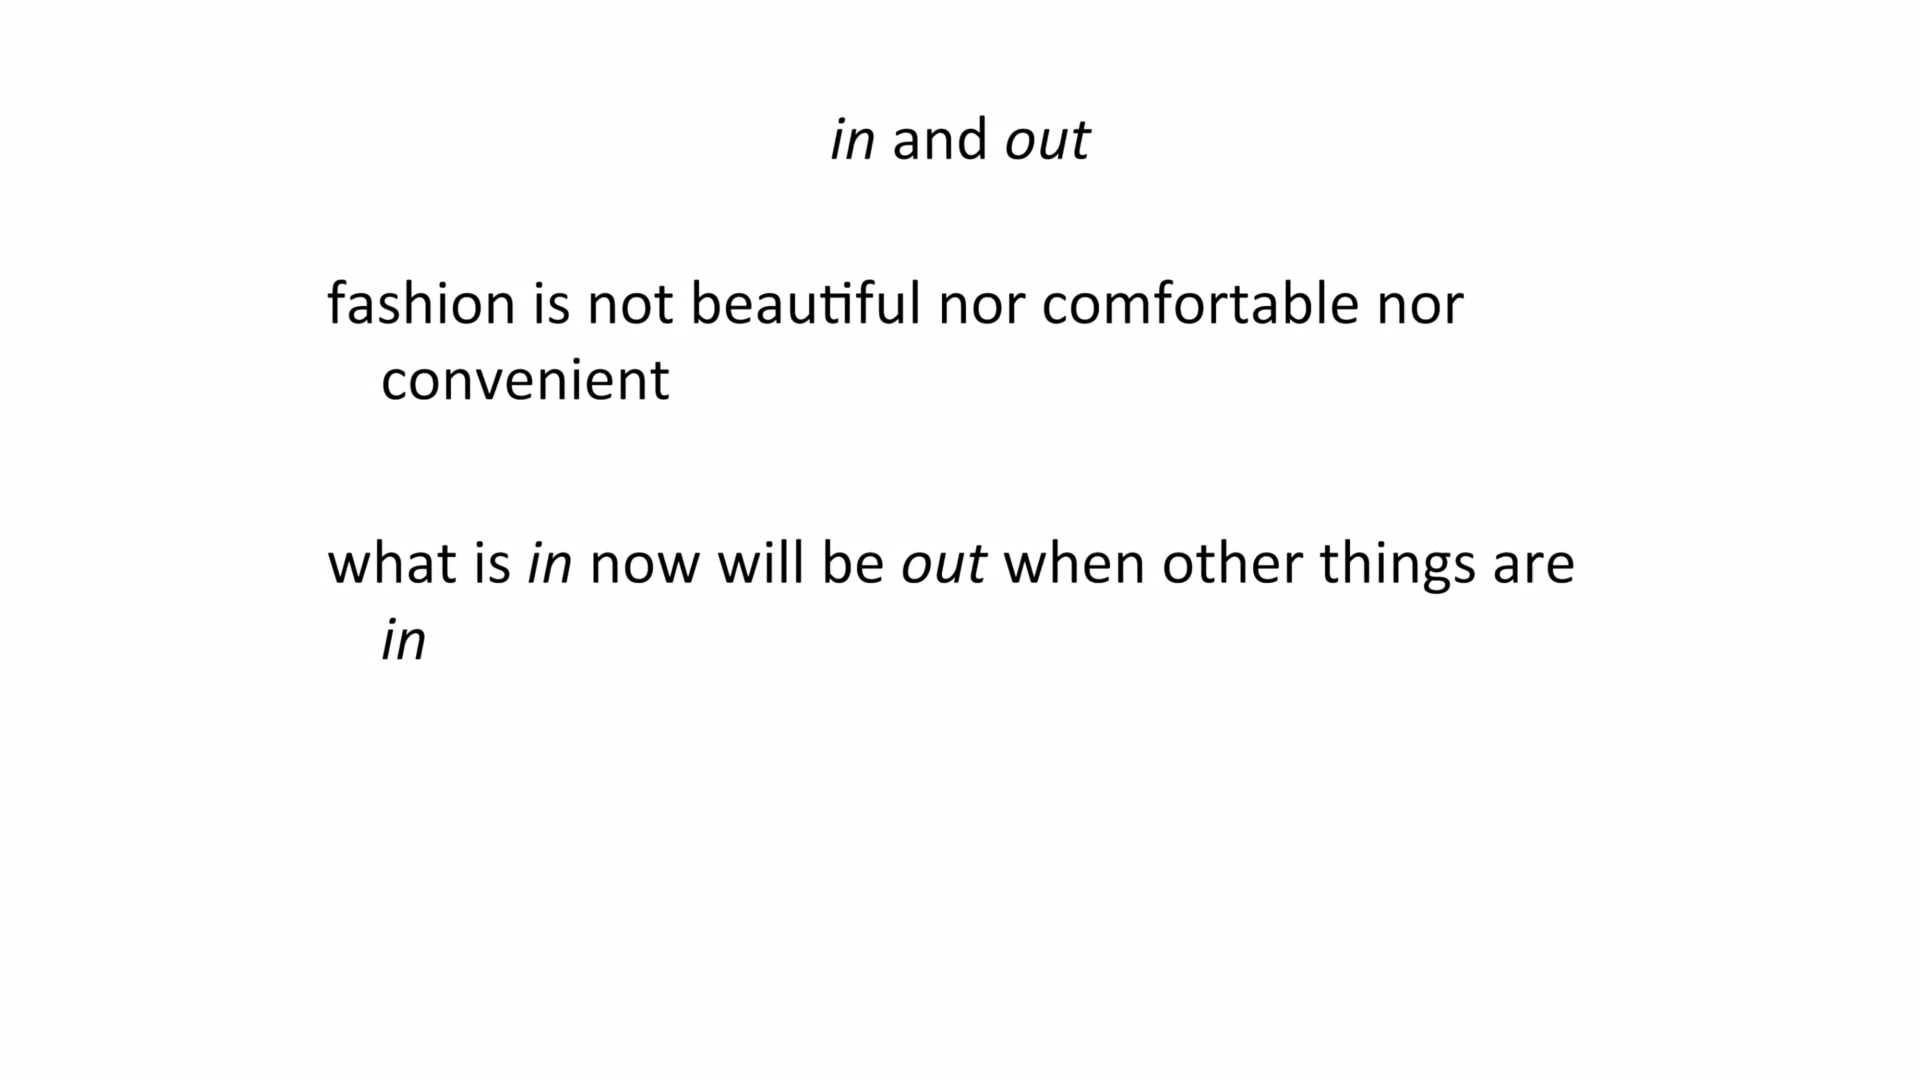 in and out
fashion is not beautiful nor comfortable nor
convenient
what is in now will be out when other things are
in